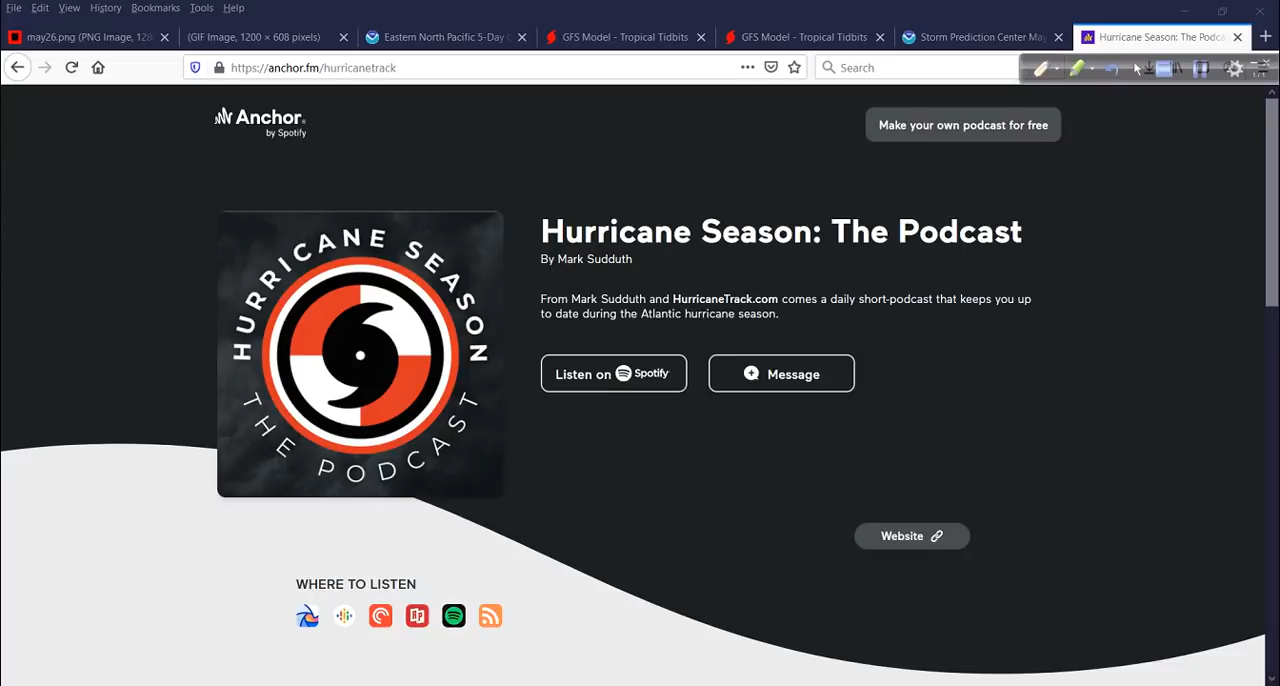 File Edit View History Bookmarks Tools Help
may26.png (PNG Image, 128
(GIF Image, 1200 × 608 pixels)
Eastern North Pacific 5-Day G
GFS Model - Tropical Tidbits
GFS Model - Tropical Tidbits
Storm Prediction Center May
Hurricane Season: The Podca
https://anchor.fm/hurricanetrack
Search
Anchor
by Spotify
Make your own podcast for free
HURRICANE SEASON
THE PODCAST
Hurricane Season: The Podcast
By Mark Sudduth
From Mark Sudduth and HurricaneTrack.com comes a daily short-podcast that keeps you up
to date during the Atlantic hurricane season.
Listen on Spotify
Message
Website
WHERE TO LISTEN